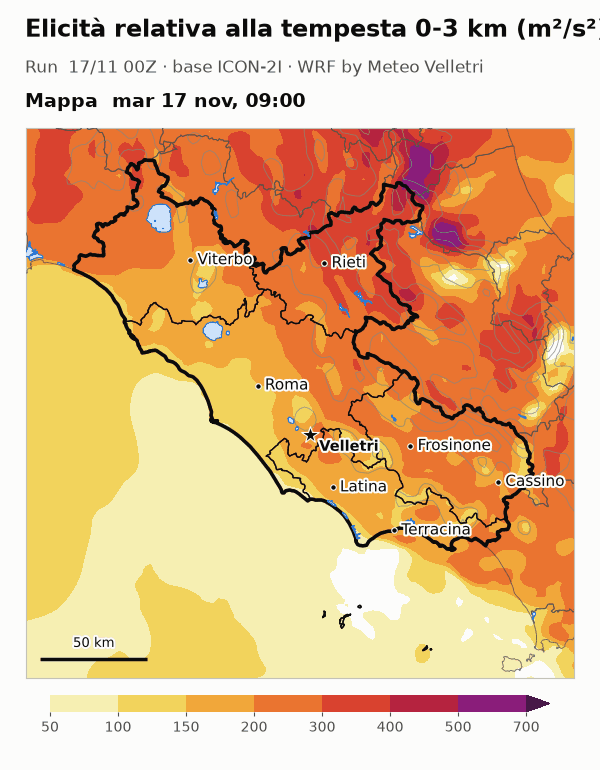 Elicità relativa alla tempesta 0-3 km (m²/s²)
Run 17/11 00Z · base ICON-2I · WRF by Meteo Velletri
Mappa mar 17 nov, 09:00
Viterbo
Rieti
Roma
Velletri
Frosinone
Cassino
Latina
Terracina
50 km
50 100 150 200 300 400 500 700